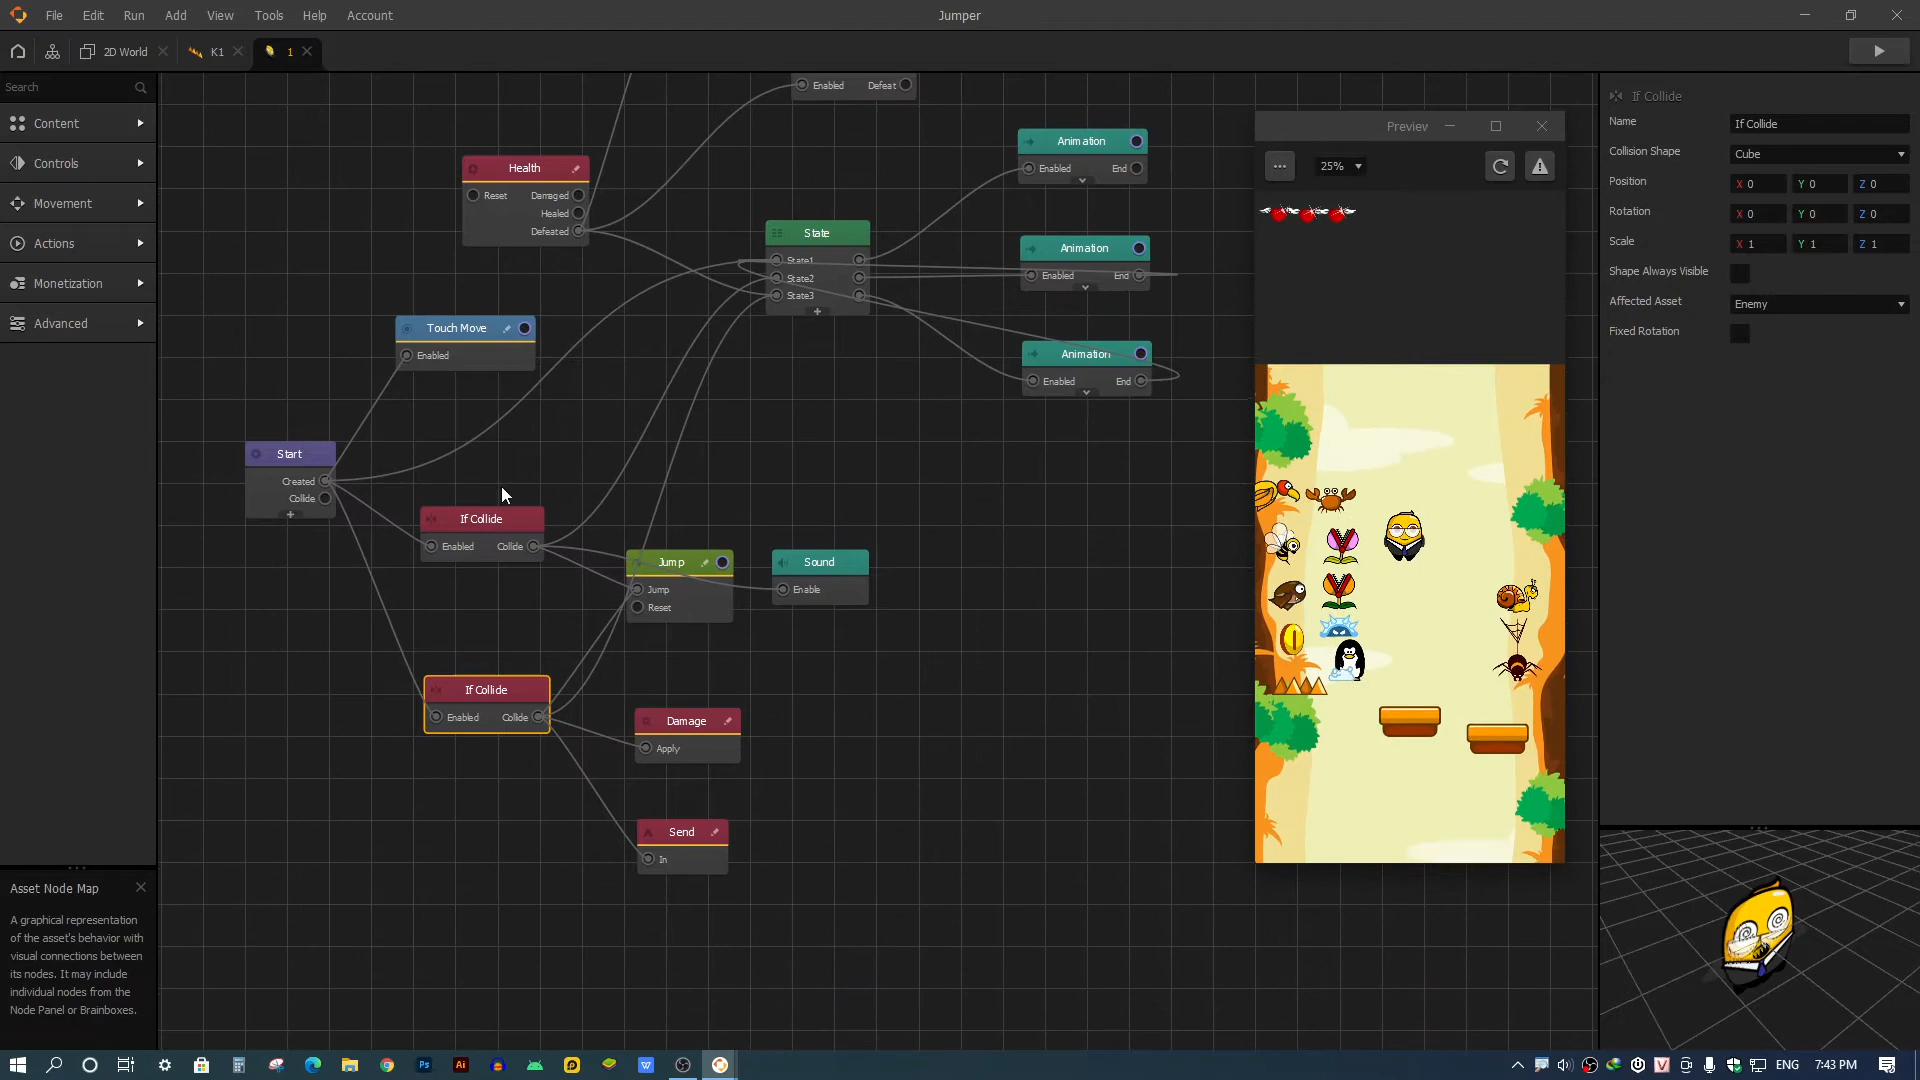 File Edit Run Add View Tools Help Account
Jumper
2D World
K1
1
Search
Content
Controls
Movement
Actions
Monetization
Advanced
Asset Node Map
A graphical representation
of the asset's behavior with
visual connections between
its nodes. It may include
individual nodes from the
Node Panel or Brainboxes.
Enabled Defeat
Health
Reset Damaged
Healed
Defeated
State
State1
State2
State3
Animation
Enabled End
Animation
Enabled End
Animation
Enabled End
Touch Move
Enabled
Start
Created
Collide
If Collide
Enabled Collide
Jump
Jump
Reset
Sound
Enable
If Collide
Enabled Collide
Damage
Apply
Send
In
Preview
25%
If Collide
Name If Collide
Collision Shape Cube
Position X 0 Y 0 Z 0
Rotation X 0 Y 0 Z 0
Scale X 1 Y 1 Z 1
Shape Always Visible
Affected Asset Enemy
Fixed Rotation
Ps
Ai
W
V
ENG
7:43 PM